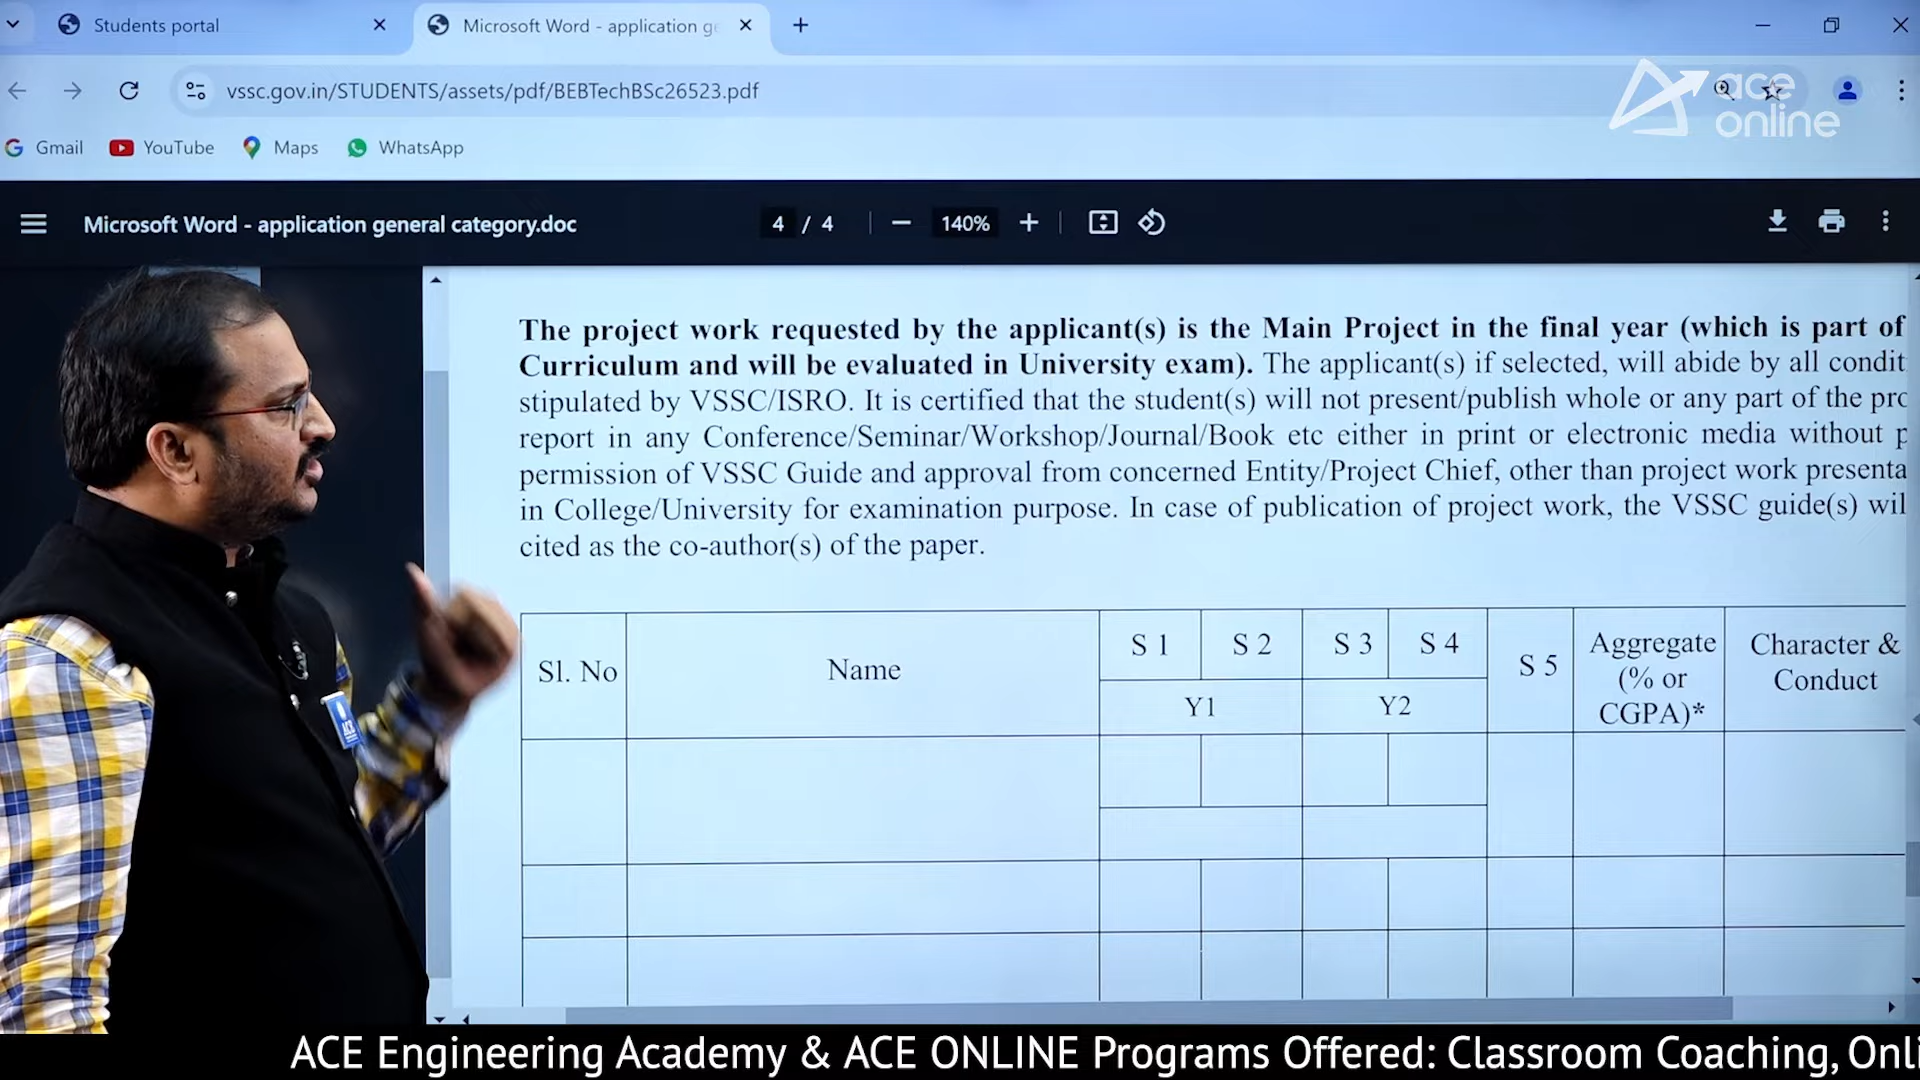 Students portal
Microsoft Word - application ge
vssc.gov.in/STUDENTS/assets/pdf/BEBTechBSc26523.pdf
ace online
Gmail YouTube Maps WhatsApp
Microsoft Word - application general category.doc 4 / 4 140%
The project work requested by the applicant(s) is the Main Project in the final year (which is part of
Curriculum and will be evaluated in University exam). The applicant(s) if selected, will abide by all condit
stipulated by VSSC/ISRO. It is certified that the student(s) will not present/publish whole or any part of the pro
report in any Conference/Seminar/Workshop/Journal/Book etc either in print or electronic media without p
permission of VSSC Guide and approval from concerned Entity/Project Chief, other than project work presenta
in College/University for examination purpose. In case of publication of project work, the VSSC guide(s) wil
cited as the co-author(s) of the paper.
Sl. No Name S 1 S 2 S 3 S 4 S 5 Aggregate (% or CGPA)* Character & Conduct
Y1 Y2
ACE
ACE Engineering Academy & ACE ONLINE Programs Offered: Classroom Coaching, Onli